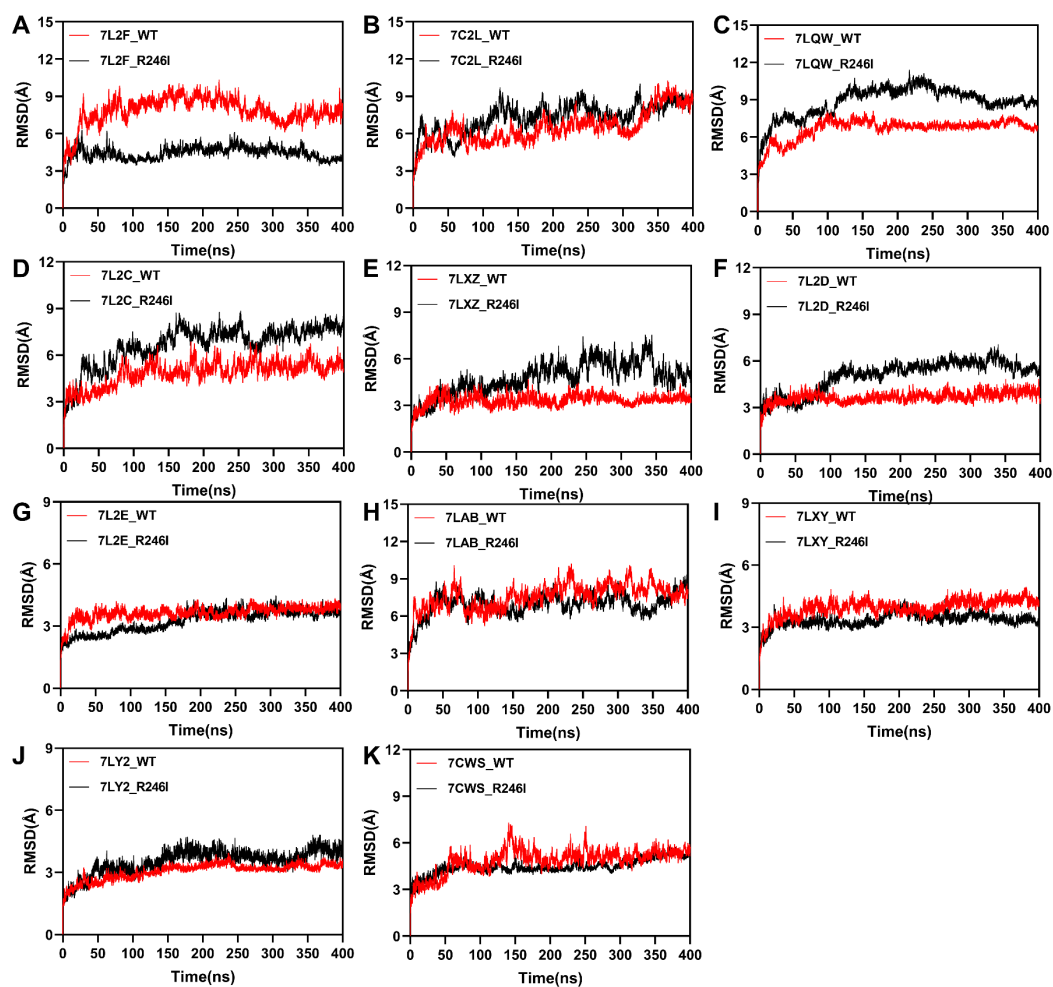 A
15
12
9
6
3
0
RMSD(Å)
7L2F_WT
7L2F_R246I
0 50 100 150 200 250 300 350 400
Time(ns)
B
15
12
9
6
3
0
RMSD(Å)
7C2L_WT
7C2L_R246I
0 50 100 150 200 250 300 350 400
Time(ns)
C
15
12
9
6
3
0
RMSD(Å)
7LQW_WT
7LQW_R246I
0 50 100 150 200 250 300 350 400
Time(ns)
D
12
9
6
3
0
RMSD(Å)
7L2C_WT
7L2C_R246I
0 50 100 150 200 250 300 350 400
Time(ns)
E
12
9
6
3
0
RMSD(Å)
7LXZ_WT
7LXZ_R246I
0 50 100 150 200 250 300 350 400
Time(ns)
F
12
9
6
3
0
RMSD(Å)
7L2D_WT
7L2D_R246I
0 50 100 150 200 250 300 350 400
Time(ns)
G
9
6
3
0
RMSD(Å)
7L2E_WT
7L2E_R246I
0 50 100 150 200 250 300 350 400
Time(ns)
H
15
12
9
6
3
0
RMSD(Å)
7LAB_WT
7LAB_R246I
0 50 100 150 200 250 300 350 400
Time(ns)
I
9
6
3
0
RMSD(Å)
7LXY_WT
7LXY_R246I
0 50 100 150 200 250 300 350 400
Time(ns)
J
9
6
3
0
RMSD(Å)
7LY2_WT
7LY2_R246I
0 50 100 150 200 250 300 350 400
Time(ns)
K
12
9
6
3
0
RMSD(Å)
7CWS_WT
7CWS_R246I
0 50 100 150 200 250 300 350 400
Time(ns)